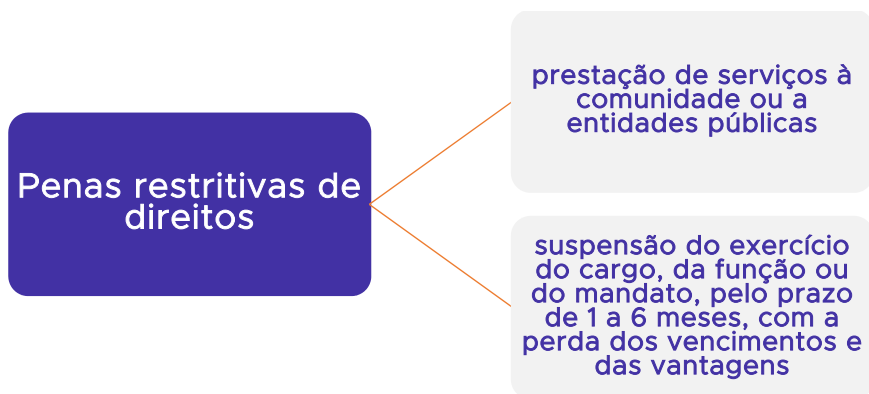 Penas restritivas de
direitos
prestação de serviços à
comunidade ou a
entidades públicas
suspensão do exercício
do cargo, da função ou
do mandato, pelo prazo
de 1 a 6 meses, com a
perda dos vencimentos e
das vantagens